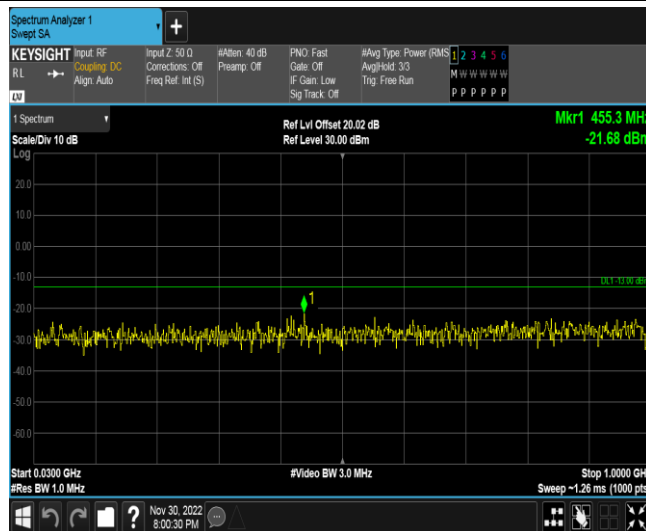 Spectrum Analyzer 1
Swept SA
+
KEYSIGHT
RL
LXI
Input: RF
Coupling: DC
Align: Auto
Input Z: 50 Ω
Corrections: Off
Freq Ref: Int (S)
#Atten: 40 dB
Preamp: Off
PNO: Fast
Gate: Off
IF Gain: Low
Sig Track: Off
#Avg Type: Power (RMS
Avg|Hold: 3/3
Trig: Free Run
1 2 3 4 5 6
M W W W W W
P P P P P P
1 Spectrum
Scale/Div 10 dB
Log
Ref Lvl Offset 20.02 dB
Ref Level 30.00 dBm
Mkr1 455.3 MHz
-21.68 dBm
20.0
10.0
0.00
-10.0
-20.0
-30.0
-40.0
-50.0
-60.0
DL1 -13.00 dBm
1
Start 0.0300 GHz
#Res BW 1.0 MHz
#Video BW 3.0 MHz
Stop 1.0000 GH
Sweep ~1.26 ms (1000 pts
?
Nov 30, 2022
8:00:30 PM